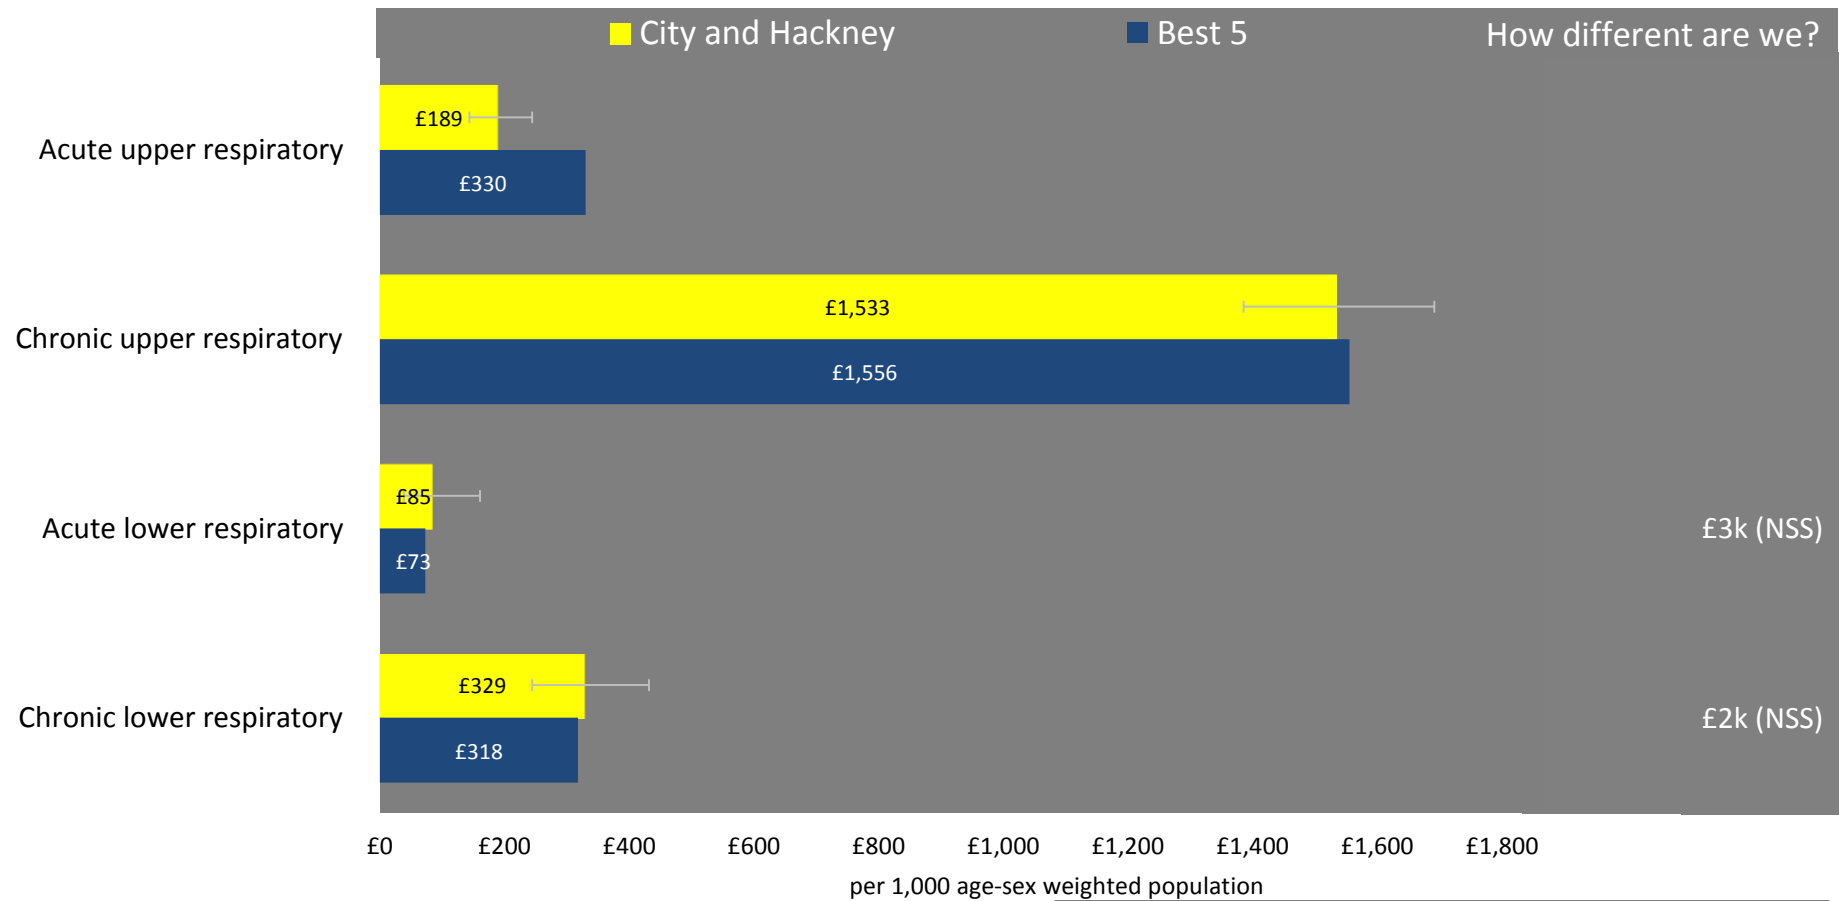 City and Hackney Best 5 How different are we?
Acute upper respiratory
£189
£330
Chronic upper respiratory
£1,533
£1,556
Acute lower respiratory
£85
£73
£3k (NSS)
Chronic lower respiratory
£329
£318
£2k (NSS)
£0 £200 £400 £600 £800 £1,000 £1,200 £1,400 £1,600 £1,800
per 1,000 age-sex weighted population